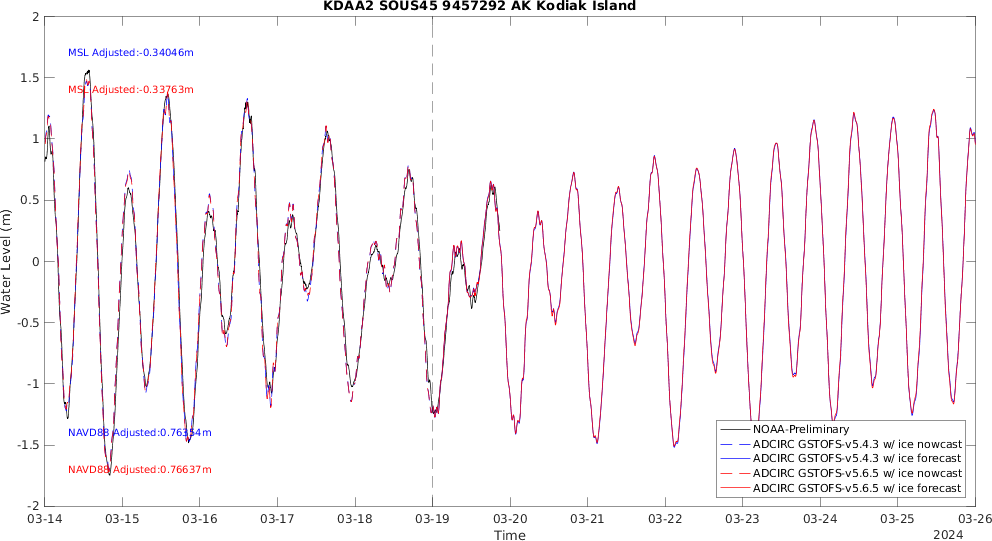 KDAA2 SOUS45 9457292 AK Kodiak Island
MSL Adjusted:-0.34046m
MSL Adjusted:-0.33763m
NAVD88 Adjusted:0.76354m
NAVD88 Adjusted:0.76637m
Water Level (m)
2
1.5
1
0.5
0
-0.5
-1
-1.5
-2
NOAA-Preliminary
ADCIRC GSTOFS-v5.4.3 w/ ice nowcast
ADCIRC GSTOFS-v5.4.3 w/ ice forecast
ADCIRC GSTOFS-v5.6.5 w/ ice nowcast
ADCIRC GSTOFS-v5.6.5 w/ ice forecast
03-14 03-15 03-16 03-17 03-18 03-19 03-20 03-21 03-22 03-23 03-24 03-25 03-26
Time
2024